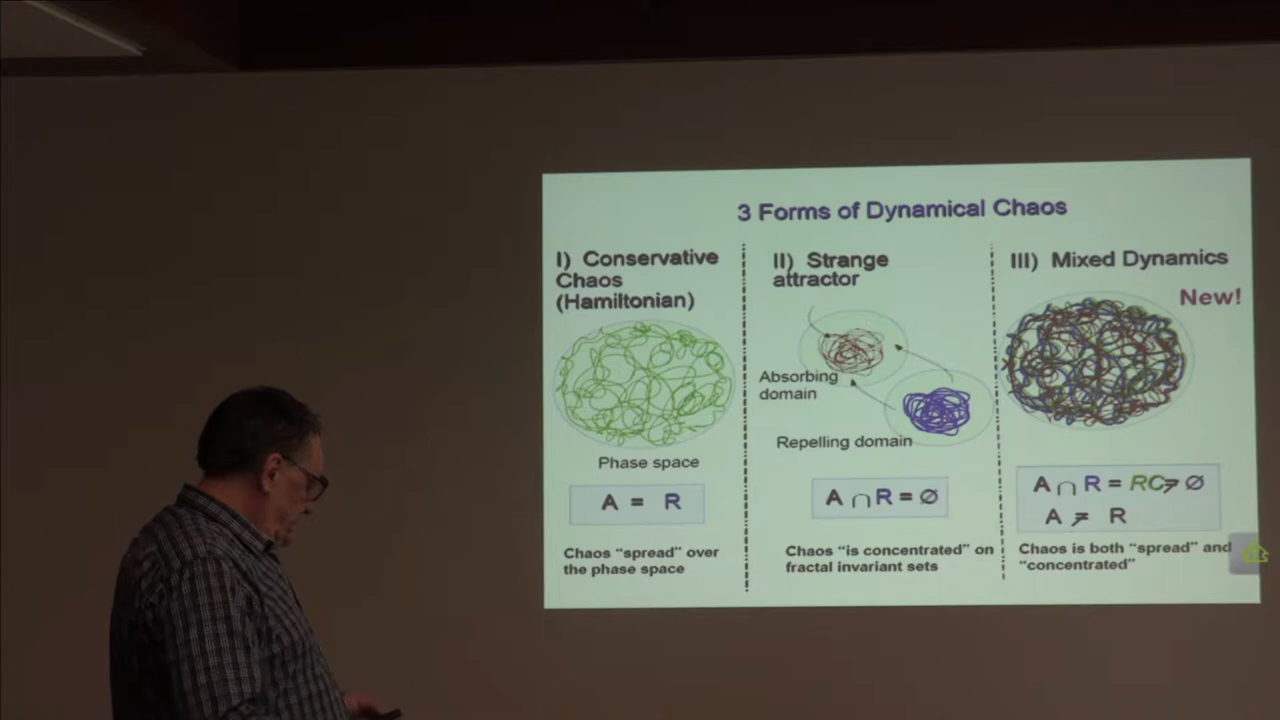 3 Forms of Dynamical Chaos
I) Conservative
Chaos
(Hamiltonian)
Phase space
A = R
Chaos “spread” over
the phase space
II) Strange
attractor
Absorbing
domain
Repelling domain
A ∩ R = ∅
Chaos “is concentrated” on
fractal invariant sets
III) Mixed Dynamics
New!
A ∩ R = RC ≠ ∅
A ≠ R
Chaos is both “spread” and
“concentrated”